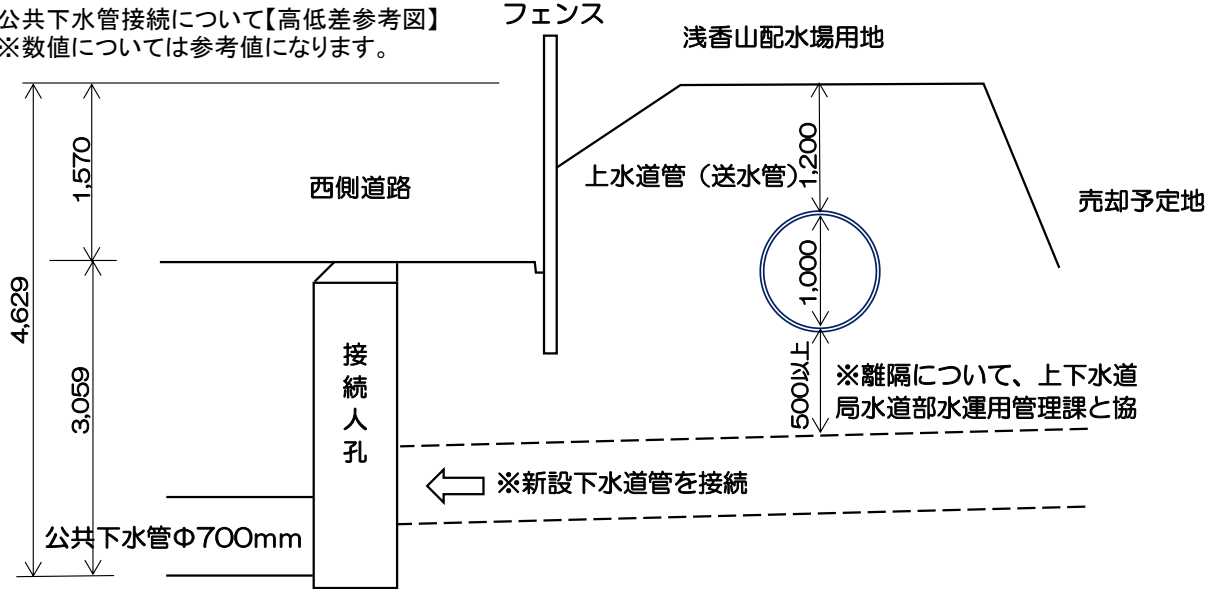 公共下水管接続について【高低差参考図】
※数値については参考値になります。
フェンス
浅香山配水場用地
1,570
西側道路
上水道管（送水管）
1,200
売却予定地
4,629
3,059
1,000
接続人孔
500以上
※離隔について、上下水道
局水道部水運用管理課と協
※新設下水道管を接続
公共下水管Φ700mm